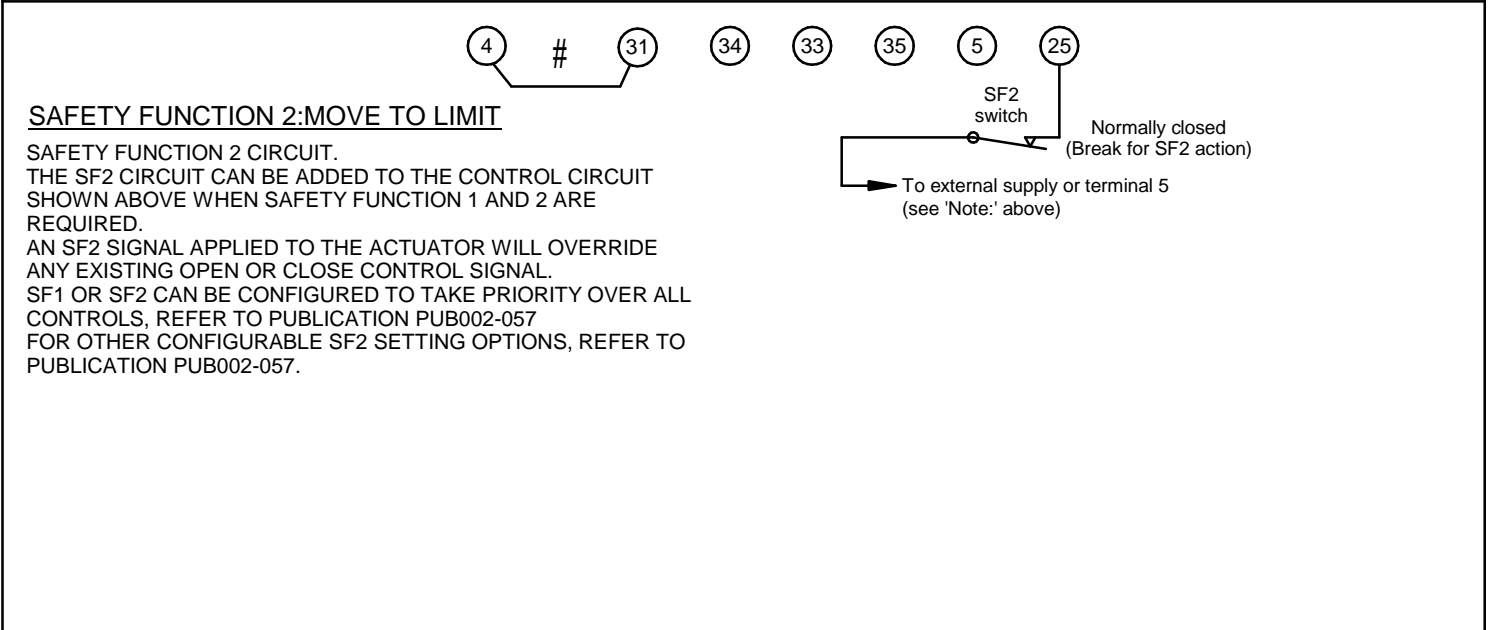 4 # 31 34 33 35 5 25
SAFETY FUNCTION 2:MOVE TO LIMIT
SAFETY FUNCTION 2 CIRCUIT.
THE SF2 CIRCUIT CAN BE ADDED TO THE CONTROL CIRCUIT
SHOWN ABOVE WHEN SAFETY FUNCTION 1 AND 2 ARE
REQUIRED.
AN SF2 SIGNAL APPLIED TO THE ACTUATOR WILL OVERRIDE
ANY EXISTING OPEN OR CLOSE CONTROL SIGNAL.
SF1 OR SF2 CAN BE CONFIGURED TO TAKE PRIORITY OVER ALL
CONTROLS, REFER TO PUBLICATION PUB002-057
FOR OTHER CONFIGURABLE SF2 SETTING OPTIONS, REFER TO
PUBLICATION PUB002-057.
SF2
switch
Normally closed
(Break for SF2 action)
To external supply or terminal 5
(see 'Note:' above)